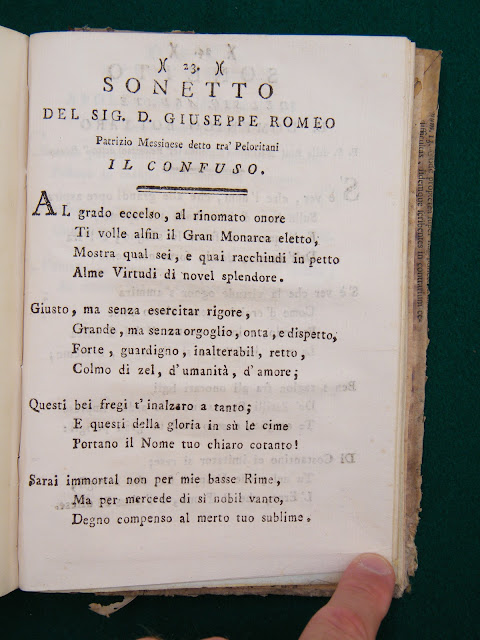 )( 23. )(
SONETTO
DEL SIG. D. GIUSEPPE ROMEO
Patrizio Messinese detto tra' Peloritani
IL CONFUSO.
AL grado eccelso, al rinomato onore
Ti volle alfin il Gran Monarca eletto,
Mostra qual sei, e quai racchindi in petto
Alme Virtudi di novel splendore.
Giusto, ma senza esercitar rigore,
Grande, ma senza orgoglio, onta, e dispetto,
Forte, guardigno, inalterabil, retto,
Colmo di zel, d'umanità, d'amore;
Questi bei fregi t'inalzaro a tanto;
E questi della gloria in sù le cime
Portano il Nome tuo chiaro cotanto!
Sarai immortal non per mie basse Rime,
Ma per mercede di sì nobil vanto,
Degno compenso al merto tuo sublime.